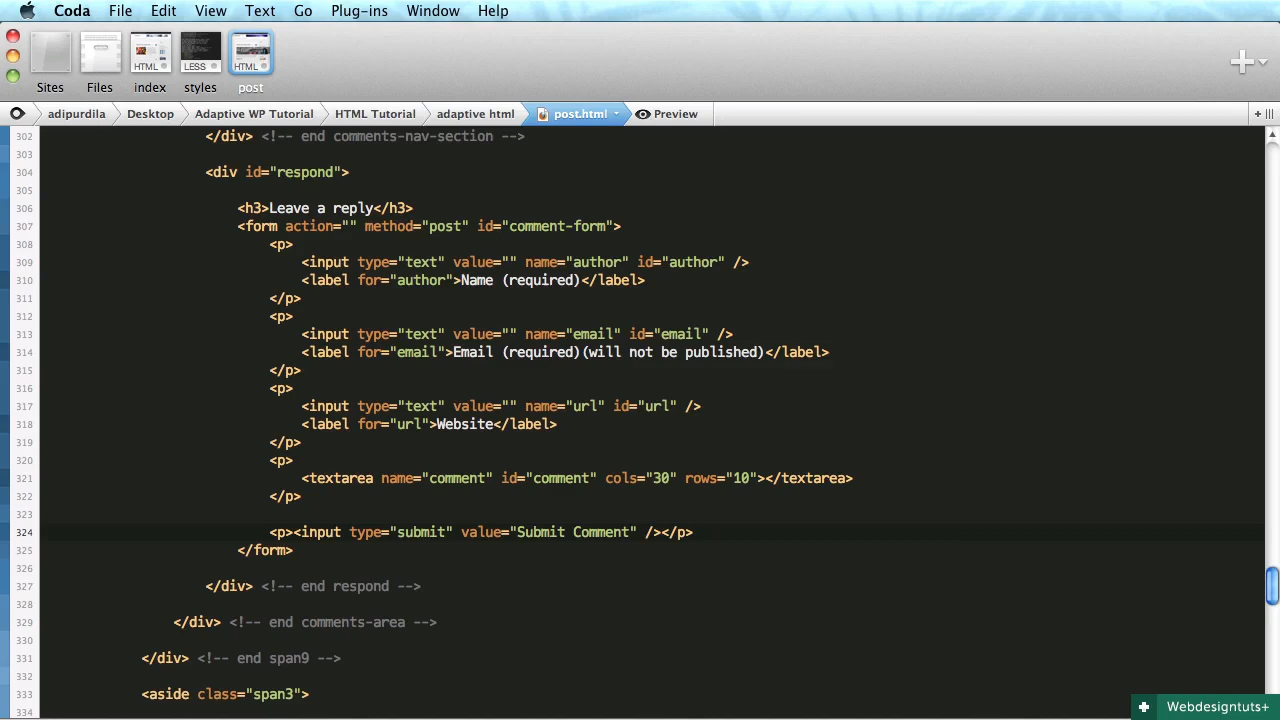 Coda File Edit View Text Go Plug-ins Window Help
HTML LESS HTML
Sites Files index styles post
adipurdila Desktop Adaptive WP Tutorial HTML Tutorial adaptive html post.html Preview
302 </div> <!-- end comments-nav-section -->
303
304 <div id="respond">
305
306 <h3>Leave a reply</h3>
307 <form action="" method="post" id="comment-form">
308 <p>
309 <input type="text" value="" name="author" id="author" />
310 <label for="author">Name (required)</label>
311 </p>
312 <p>
313 <input type="text" value="" name="email" id="email" />
314 <label for="email">Email (required)(will not be published)</label>
315 </p>
316 <p>
317 <input type="text" value="" name="url" id="url" />
318 <label for="url">Website</label>
319 </p>
320 <p>
321 <textarea name="comment" id="comment" cols="30" rows="10"></textarea>
322 </p>
323
324 <p><input type="submit" value="Submit Comment" /></p>
325 </form>
326
327 </div> <!-- end respond -->
328
329 </div> <!-- end comments-area -->
330
331 </div> <!-- end span9 -->
332
333 <aside class="span3">
334
Webdesigntuts+